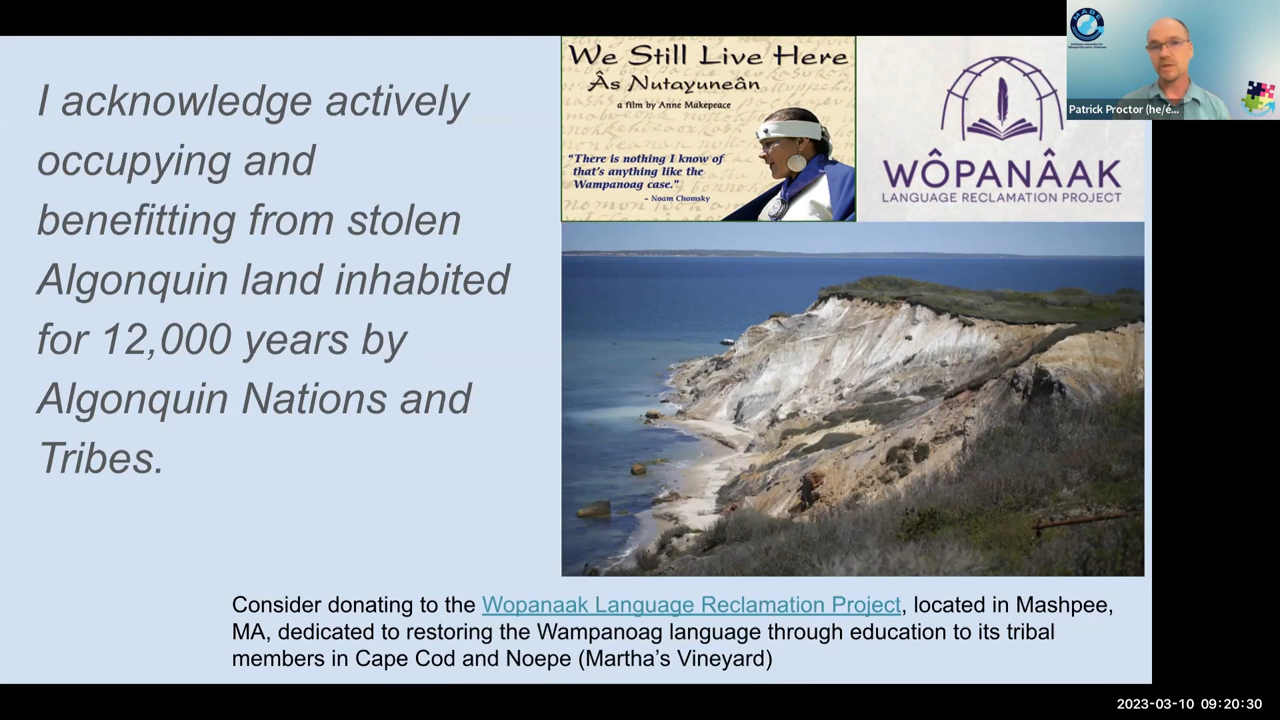 I acknowledge actively
occupying and
benefitting from stolen
Algonquin land inhabited
for 12,000 years by
Algonquin Nations and
Tribes.
We Still Live Here
Âs Nutayuneân
a film by Anne Makepeace
“There is nothing I know of
that’s anything like the
Wampanoag case.”
- Noam Chomsky
WÔPANÂAK
LANGUAGE RECLAMATION PROJECT
MABE
Patrick Proctor (he/é...
Consider donating to the Wopanaak Language Reclamation Project, located in Mashpee,
MA, dedicated to restoring the Wampanoag language through education to its tribal
members in Cape Cod and Noepe (Martha’s Vineyard)
2023-03-10 09:20:30